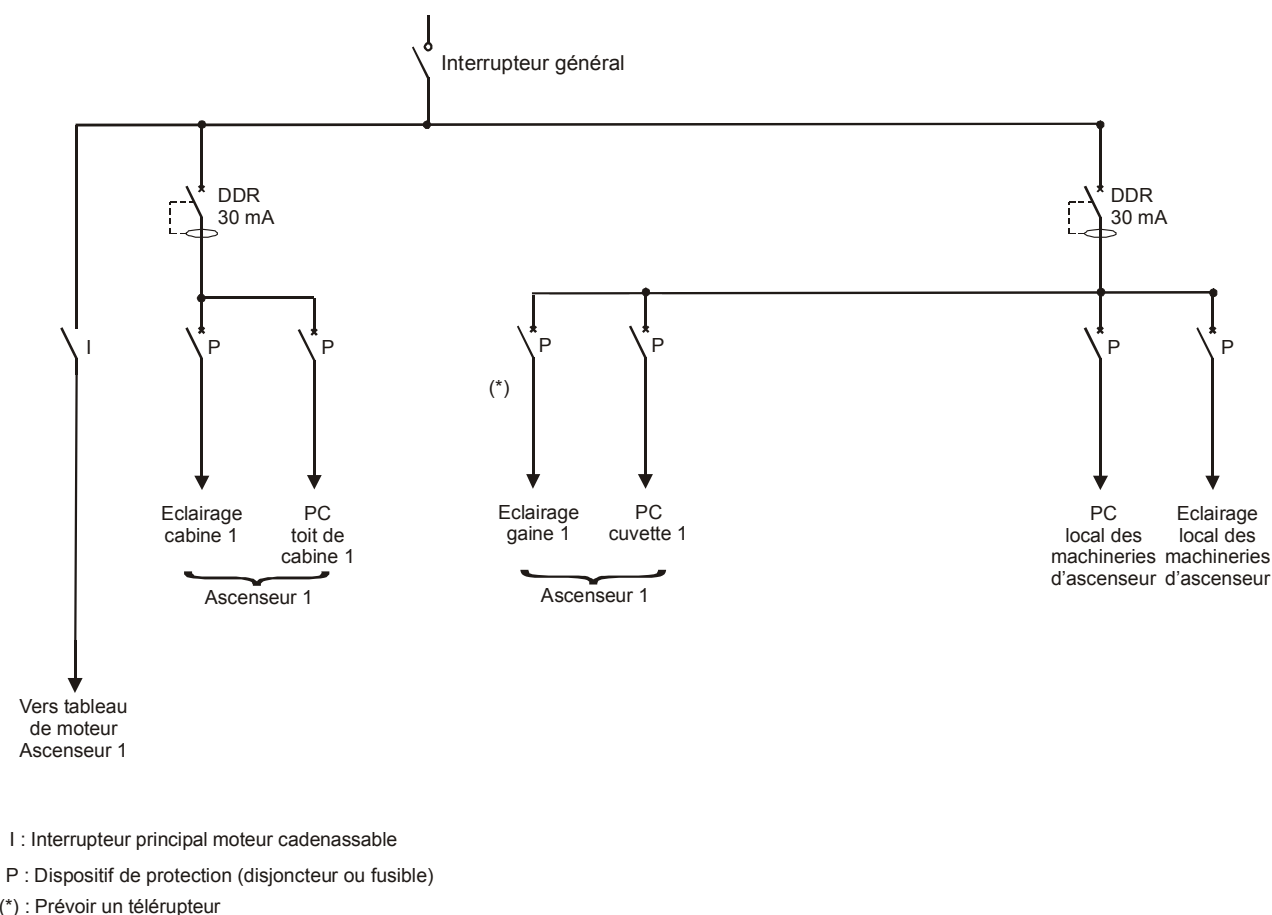 Interrupteur général
DDR
30 mA
DDR
30 mA
I
P
P
P
P
P
P
(*)
Eclairage
cabine 1
PC
toit de
cabine 1
Ascenseur 1
Eclairage
gaine 1
PC
cuvette 1
Ascenseur 1
PC
local des
machineries
d'ascenseur
Eclairage
local des
machineries
d'ascenseur
Vers tableau
de moteur
Ascenseur 1
I : Interrupteur principal moteur cadenassable
P : Dispositif de protection (disjoncteur ou fusible)
(*) : Prévoir un télérupteur